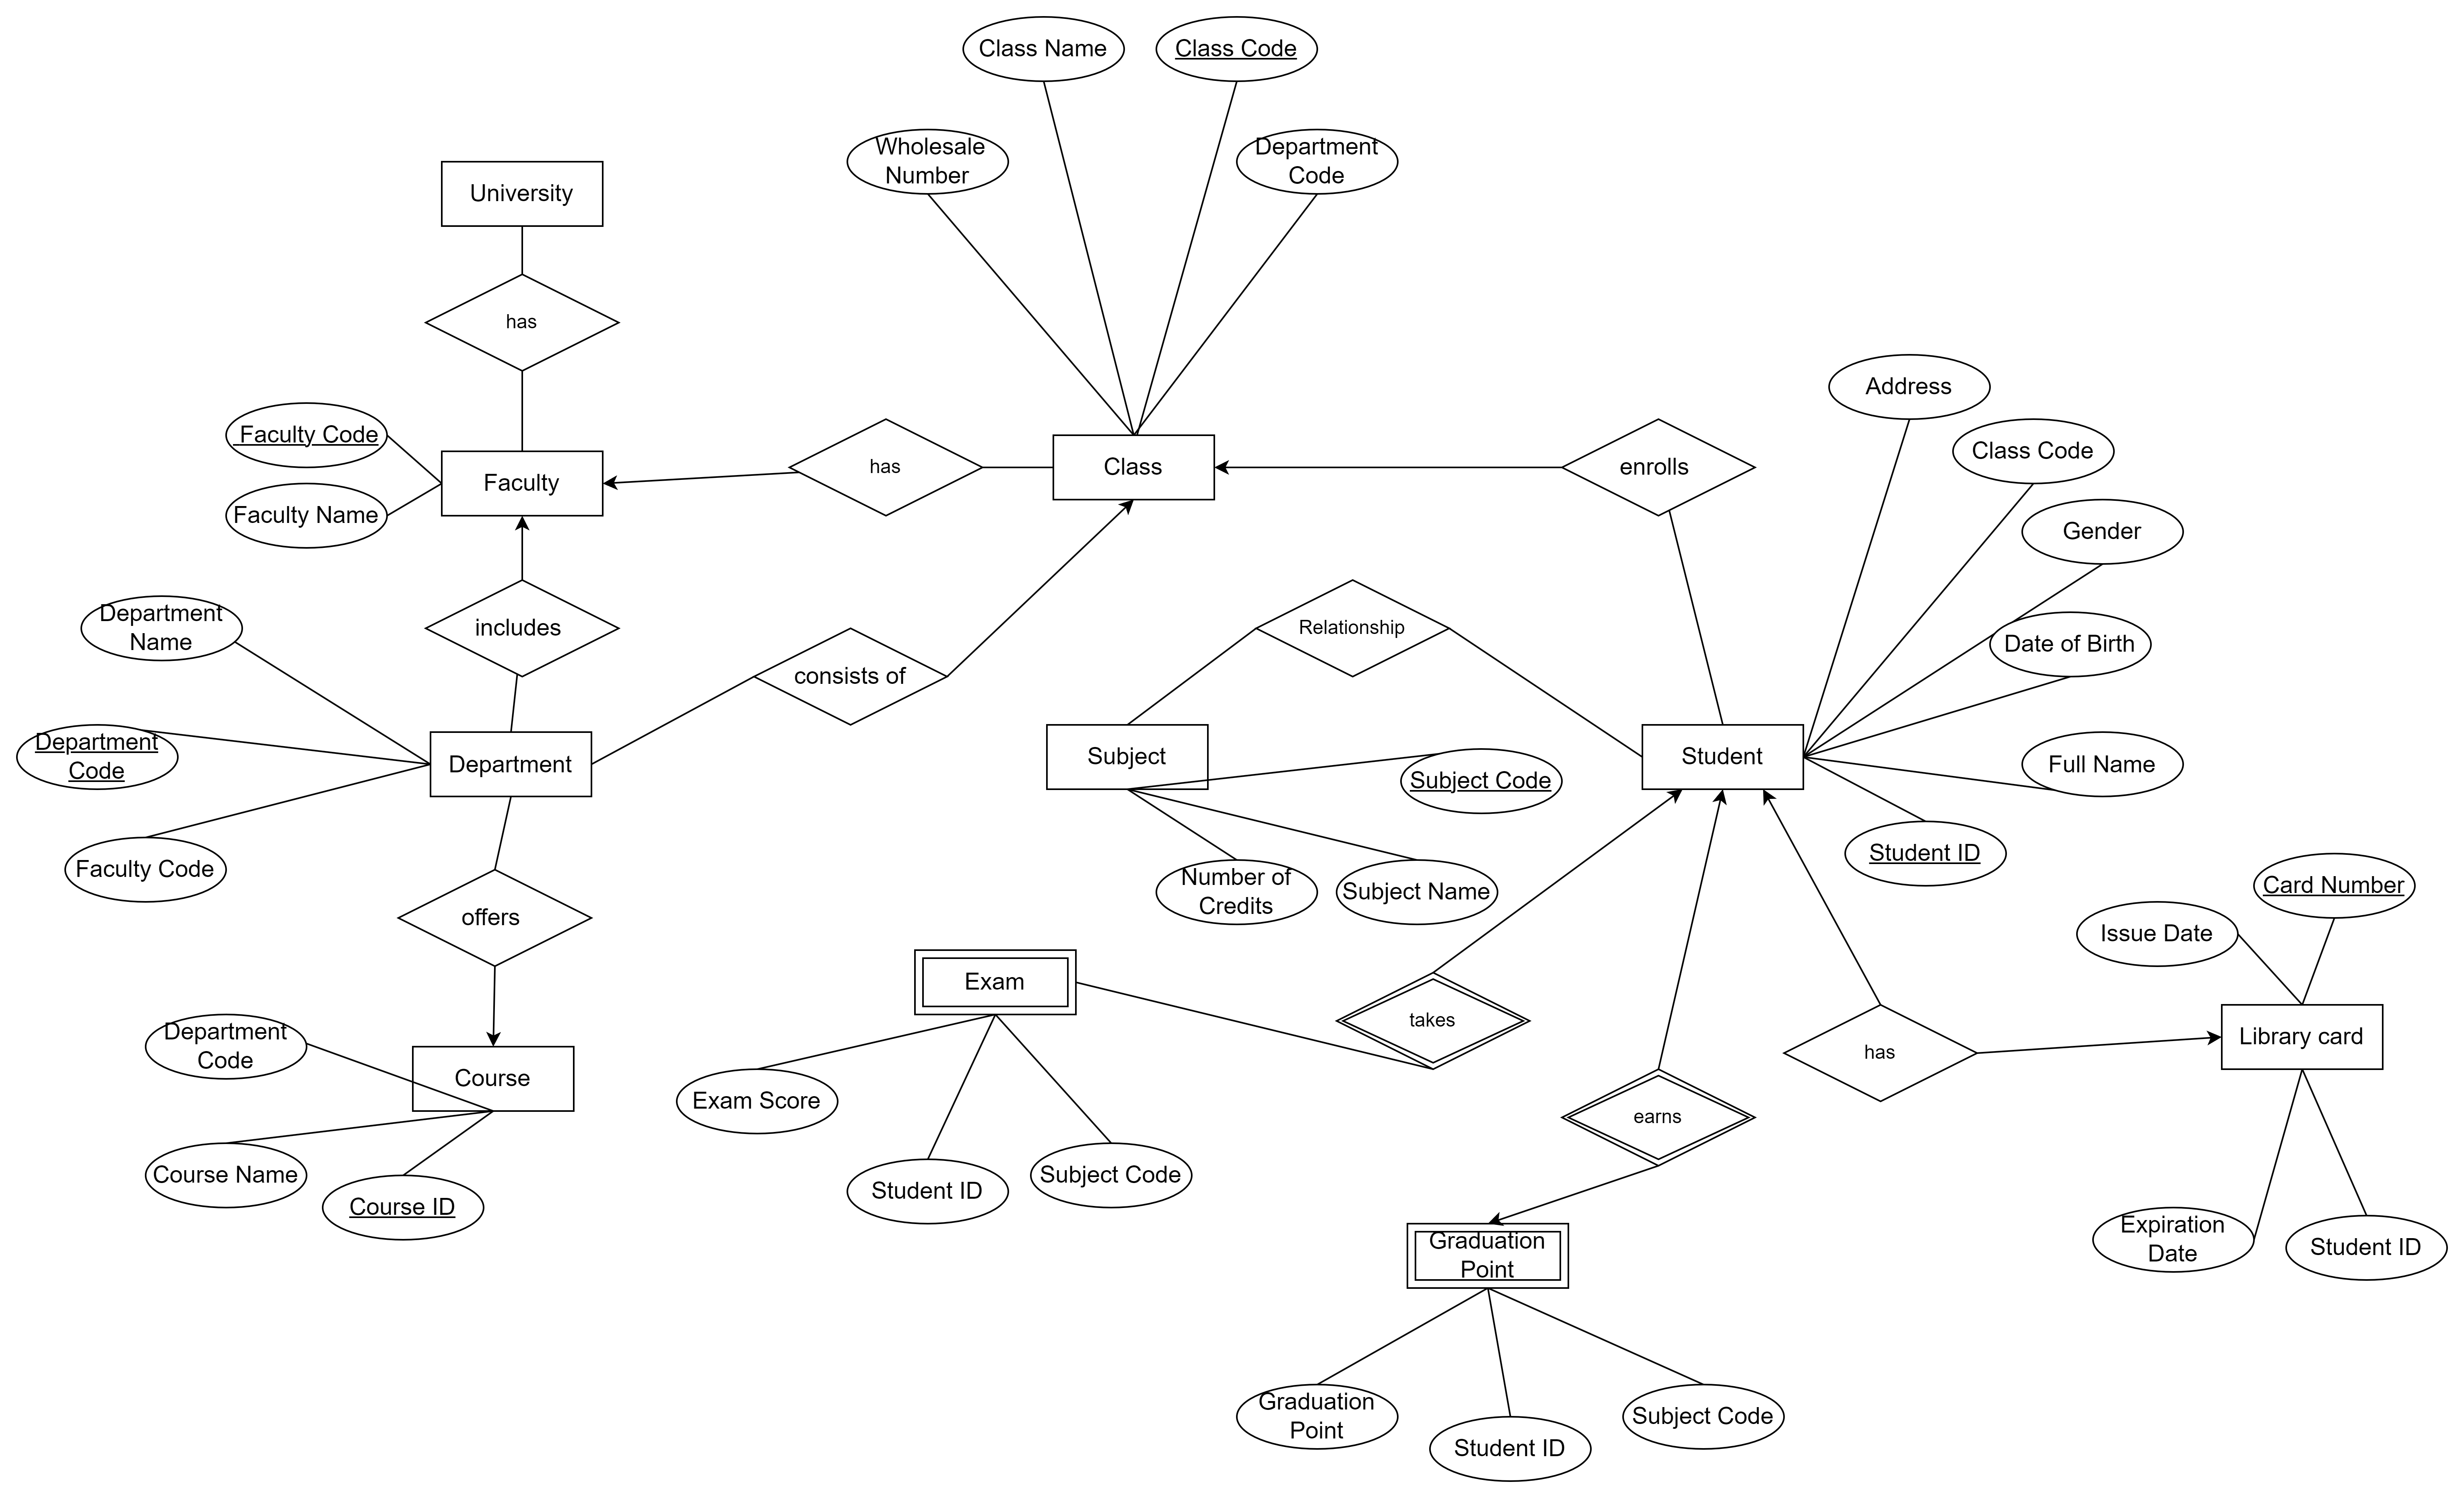 Class Name
Class Code
Wholesale
Number
Department
Code
University
has
Address
Faculty Code
Class Code
has
Class
enrolls
Faculty
Faculty Name
Gender
Department
Name
includes
Relationship
Date of Birth
consists of
Department
Code
Department
Subject
Student
Full Name
Subject Code
Faculty Code
Number of
Credits
Subject Name
Student ID
Card Number
offers
Issue Date
Exam
takes
Library card
has
Department
Code
Course
Exam Score
earns
Course Name
Student ID
Subject Code
Course ID
Graduation
Point
Expiration
Date
Student ID
Graduation
Point
Student ID
Subject Code